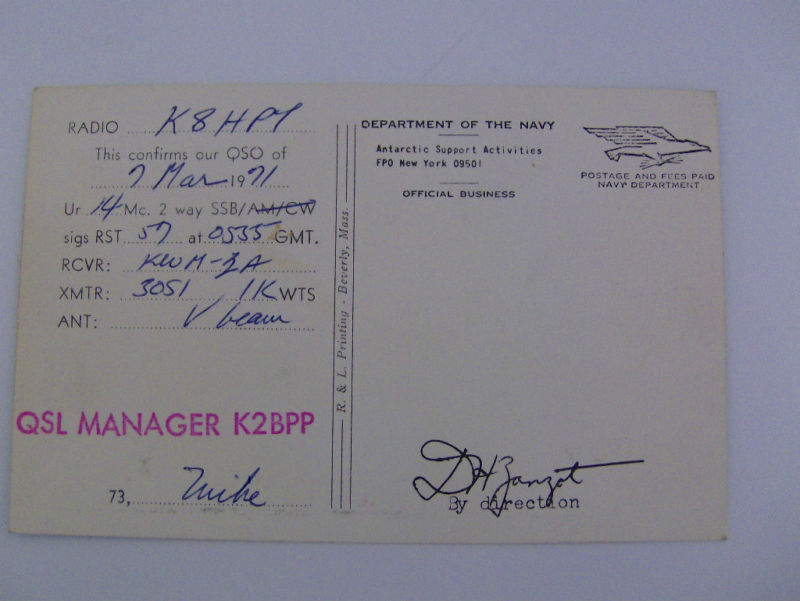 RADIO K8HPY
This confirms our QSO of
7 Mar 1971
Ur 14 Mc. 2 way SSB/AM/CW
sigs RST 57 at 0535 GMT.
RCVR: KWM-2A
XMTR: 30S1 1K WTS
ANT: V beam
QSL MANAGER K2BPP
73, Mike
R. & L. Printing - Beverly, Mass.
DEPARTMENT OF THE NAVY
Antarctic Support Activities
FPO New York 09501
OFFICIAL BUSINESS
POSTAGE AND FEES PAID
NAVY DEPARTMENT
DHZanzot
By direction